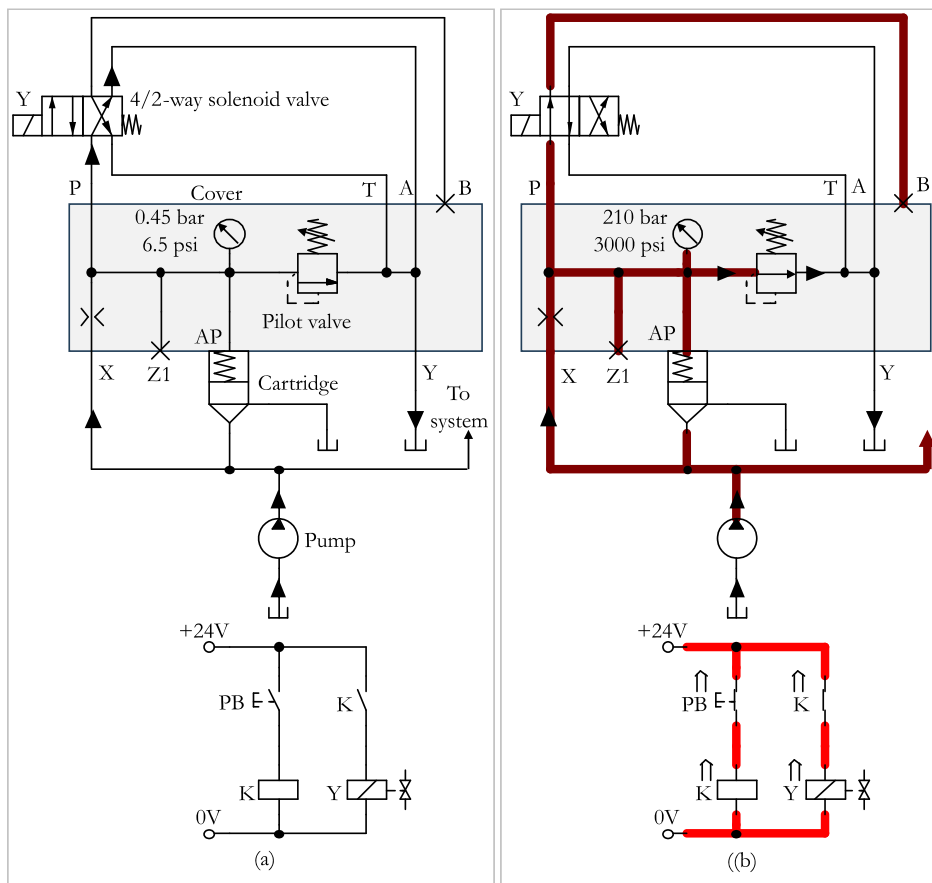 Y
4/2-way solenoid valve
P
Cover
T
A
B
0.45 bar
6.5 psi
Pilot valve
AP
X
Z1
Cartridge
Y
To
system
Pump
+24V
PB
K
K
Y
0V
(a)
Y
P
T
A
B
210 bar
3000 psi
AP
X
Z1
Y
+24V
PB
K
K
Y
0V
((b)